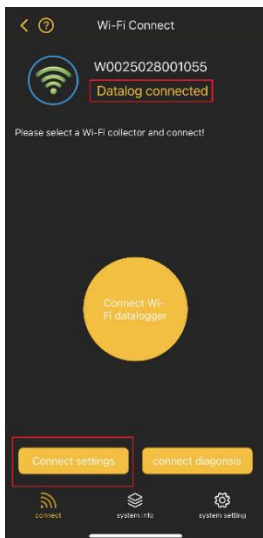 Wi-Fi Connect
W0025028001055
Datalog connected
Please select a Wi-Fi collector and connect!
Connect Wi-
Fi datalogger
Connect settings
connect diagonsis
connect
system info
system setting